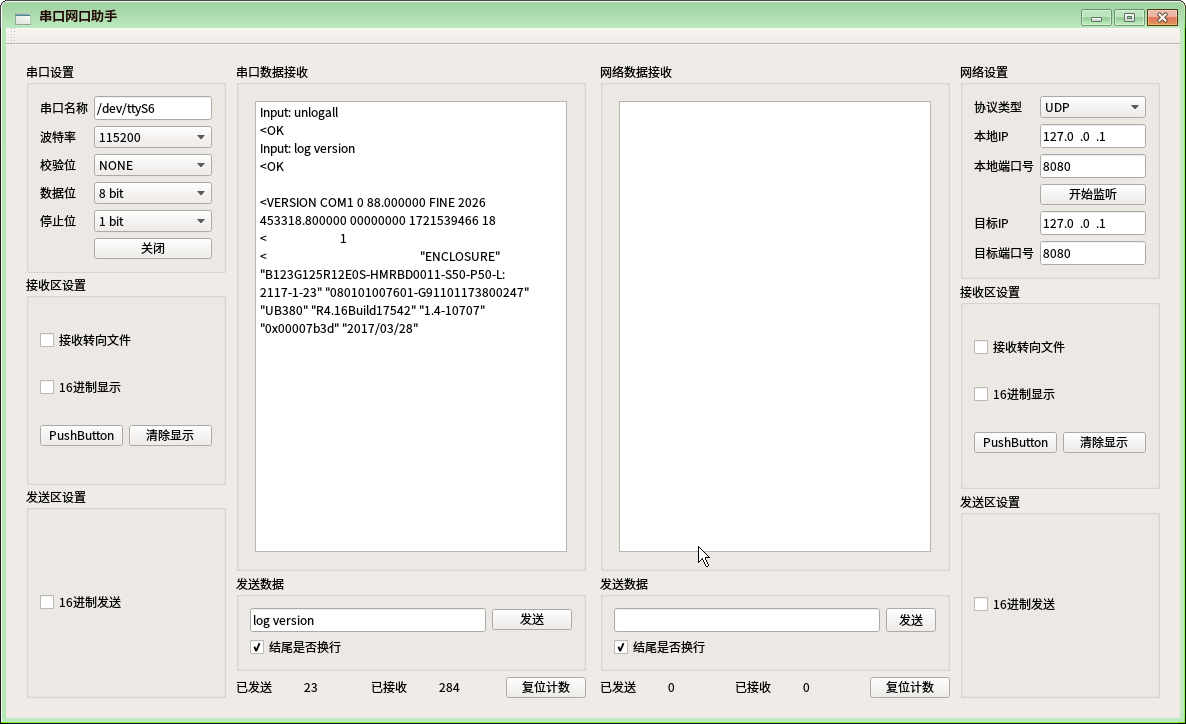 串口网口助手
串口设置
串口名称 /dev/ttyS6
波特率 115200
校验位 NONE
数据位 8 bit
停止位 1 bit
关闭
接收区设置
接收转向文件
16进制显示
PushButton 清除显示
发送区设置
16进制发送
串口数据接收
Input: unlogall
<OK
Input: log version
<OK
<VERSION COM1 0 88.000000 FINE 2026
453318.800000 00000000 1721539466 18
< 1
< "ENCLOSURE"
"B123G125R12E0S-HMRBD0011-S50-P50-L:
2117-1-23" "080101007601-G91101173800247"
"UB380" "R4.16Build17542" "1.4-10707"
"0x00007b3d" "2017/03/28"
发送数据
log version 发送
结尾是否换行
已发送 23 已接收 284 复位计数
网络数据接收
发送数据
发送
结尾是否换行
已发送 0 已接收 0 复位计数
网络设置
协议类型 UDP
本地IP 127.0 .0 .1
本地端口号 8080
开始监听
目标IP 127.0 .0 .1
目标端口号 8080
接收区设置
接收转向文件
16进制显示
PushButton 清除显示
发送区设置
16进制发送